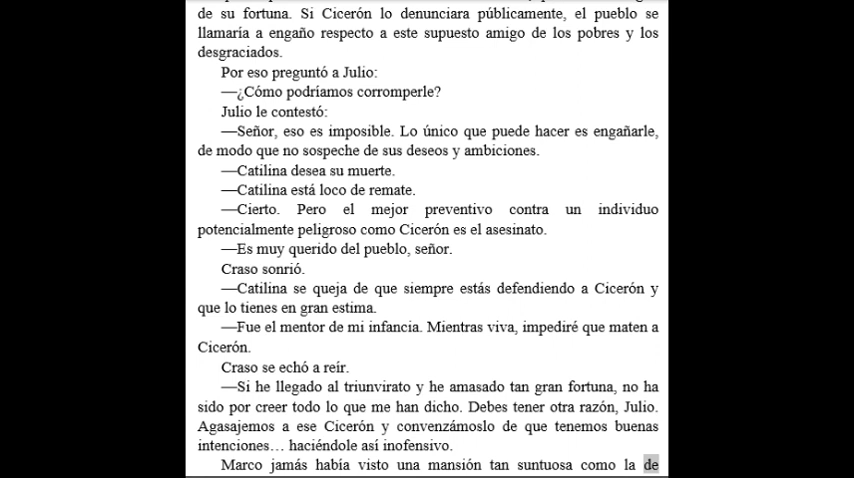 de su fortuna. Si Cicerón lo denunciara públicamente, el pueblo se
llamaría a engaño respecto a este supuesto amigo de los pobres y los
desgraciados.
Por eso preguntó a Julio:
—¿Cómo podríamos corromperle?
Julio le contestó:
—Señor, eso es imposible. Lo único que puede hacer es engañarle,
de modo que no sospeche de sus deseos y ambiciones.
—Catilina desea su muerte.
—Catilina está loco de remate.
—Cierto. Pero el mejor preventivo contra un individuo
potencialmente peligroso como Cicerón es el asesinato.
—Es muy querido del pueblo, señor.
Craso sonrió.
—Catilina se queja de que siempre estás defendiendo a Cicerón y
que lo tienes en gran estima.
—Fue el mentor de mi infancia. Mientras viva, impediré que maten a
Cicerón.
Craso se echó a reír.
—Si he llegado al triunvirato y he amasado tan gran fortuna, no ha
sido por creer todo lo que me han dicho. Debes tener otra razón, Julio.
Agasajemos a ese Cicerón y convenzámoslo de que tenemos buenas
intenciones… haciéndole así inofensivo.
Marco jamás había visto una mansión tan suntuosa como la de